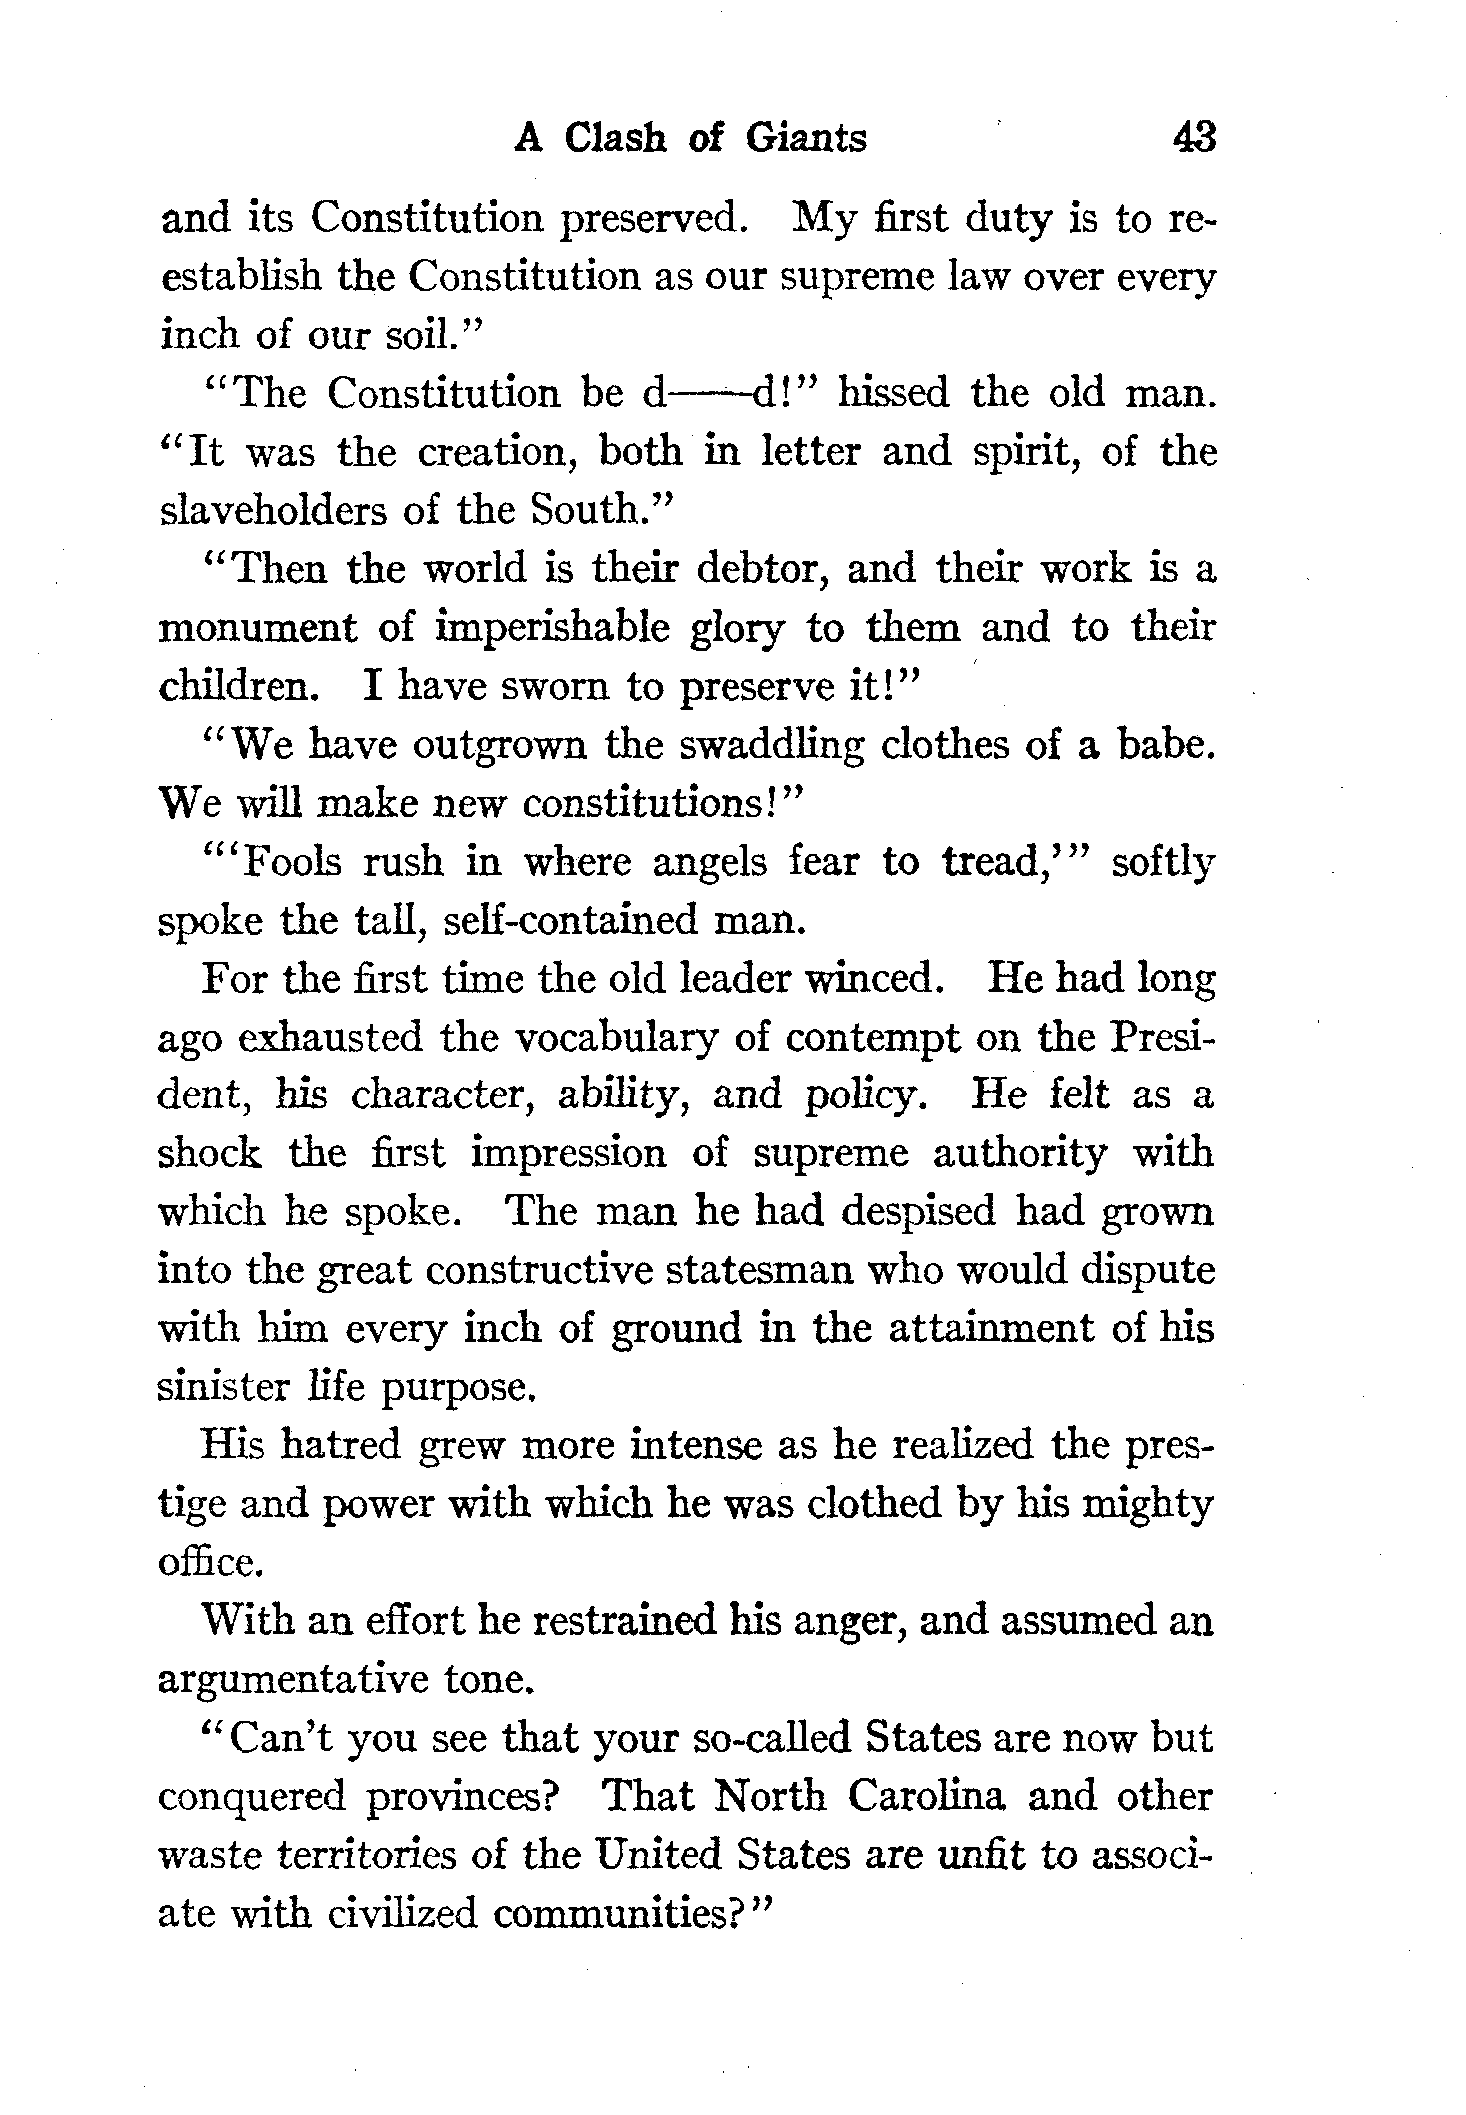 A Clash of Giants 43
and its Constitution preserved. My first duty is to re-
establish the Constitution as our supreme law over every
inch of our soil."
"The Constitution be d——d!" hissed the old man.
"It was the creation, both in letter and spirit, of the
slaveholders of the South."
"Then the world is their debtor, and their work is a
monument of imperishable glory to them and to their
children. I have sworn to preserve it!"
"We have outgrown the swaddling clothes of a babe.
We will make new constitutions!"
"'Fools rush in where angels fear to tread,'" softly
spoke the tall, self-contained man.
For the first time the old leader winced. He had long
ago exhausted the vocabulary of contempt on the Presi-
dent, his character, ability, and policy. He felt as a
shock the first impression of supreme authority with
which he spoke. The man he had despised had grown
into the great constructive statesman who would dispute
with him every inch of ground in the attainment of his
sinister life purpose.
His hatred grew more intense as he realized the pres-
tige and power with which he was clothed by his mighty
office.
With an effort he restrained his anger, and assumed an
argumentative tone.
"Can't you see that your so-called States are now but
conquered provinces? That North Carolina and other
waste territories of the United States are unfit to associ-
ate with civilized communities?"